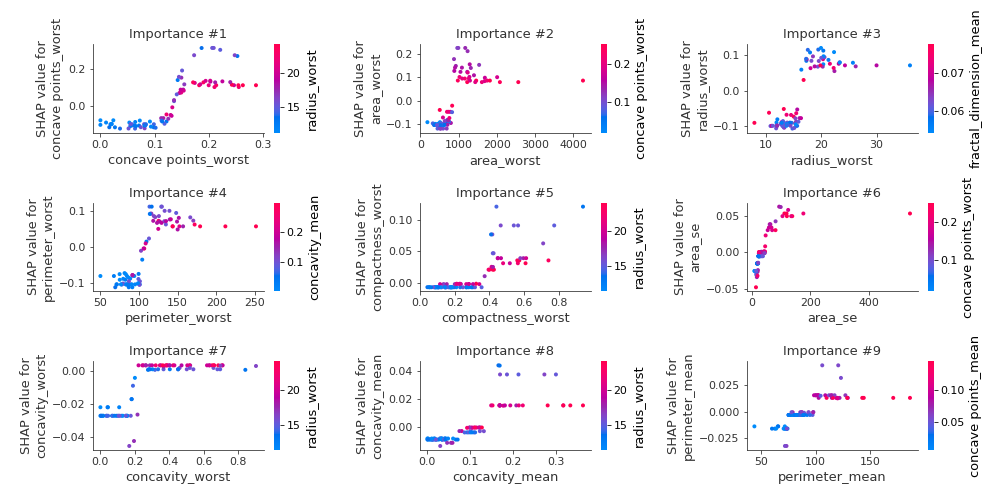 Importance #1
SHAP value for
concave points_worst
0.2
0.0
0.0
0.1
0.2
0.3
concave points_worst
20
15
radius_worst
Importance #2
SHAP value for
area_worst
0.2
0.1
0.0
−0.1
0
1000
2000
3000
4000
area_worst
0.2
0.1
concave points_worst
Importance #3
SHAP value for
radius_worst
0.1
0.0
−0.1
10
20
30
radius_worst
0.07
0.06
fractal_dimension_mean
Importance #4
SHAP value for
perimeter_worst
0.1
0.0
−0.1
50
100
150
200
250
perimeter_worst
0.2
0.1
concavity_mean
Importance #5
SHAP value for
compactness_worst
0.10
0.05
0.00
0.0
0.2
0.4
0.6
0.8
compactness_worst
20
15
radius_worst
Importance #6
SHAP value for
area_se
0.05
0.00
−0.05
0
200
400
area_se
0.2
0.1
concave points_worst
Importance #7
SHAP value for
concavity_worst
0.00
−0.02
−0.04
0.0
0.2
0.4
0.6
0.8
concavity_worst
20
15
radius_worst
Importance #8
SHAP value for
concavity_mean
0.04
0.02
0.00
0.0
0.1
0.2
0.3
concavity_mean
20
15
radius_worst
Importance #9
SHAP value for
perimeter_mean
0.025
0.000
−0.025
50
100
150
perimeter_mean
0.10
0.05
concave points_mean